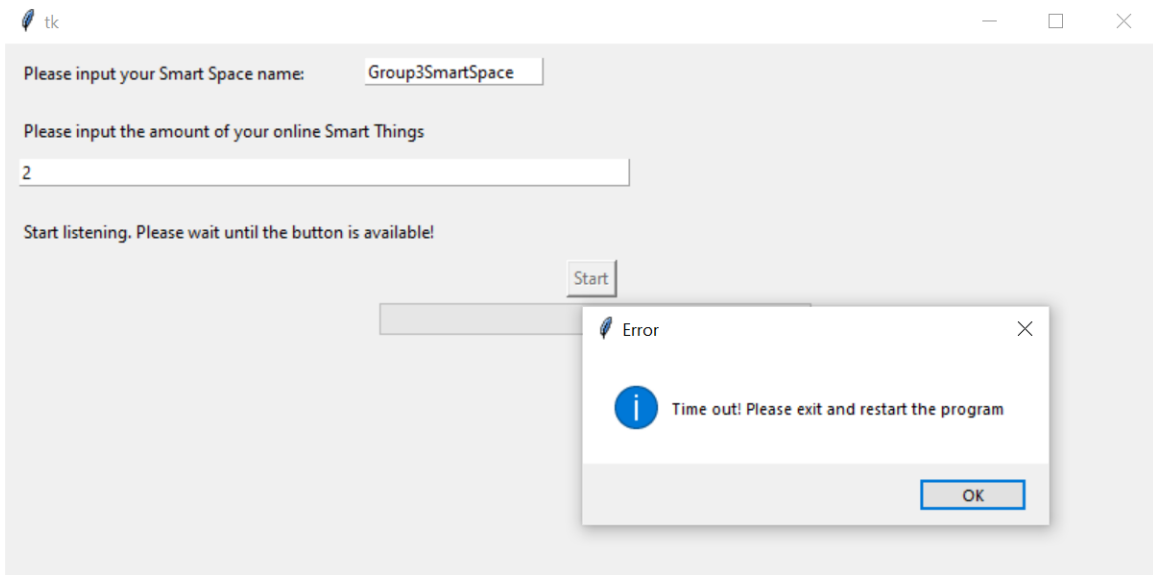 tk
Please input your Smart Space name: Group3SmartSpace
Please input the amount of your online Smart Things
2
Start listening. Please wait until the button is available!
Start
Error
Time out! Please exit and restart the program
OK